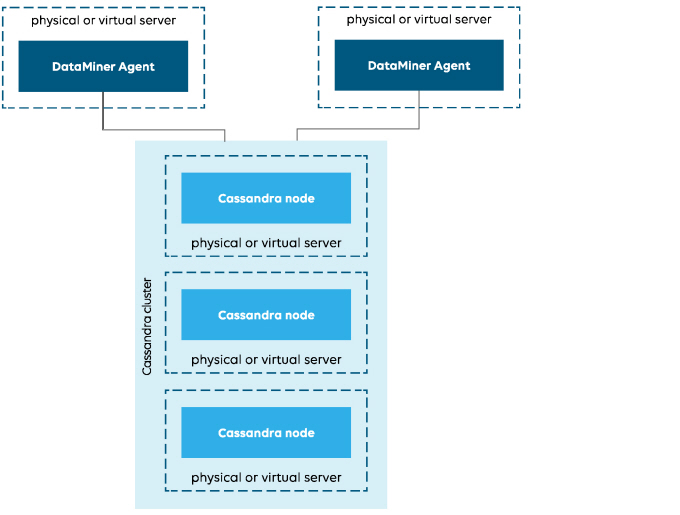 physical or virtual server
DataMiner Agent
physical or virtual server
DataMiner Agent
Cassandra cluster
Cassandra node
physical or virtual server
Cassandra node
physical or virtual server
Cassandra node
physical or virtual server